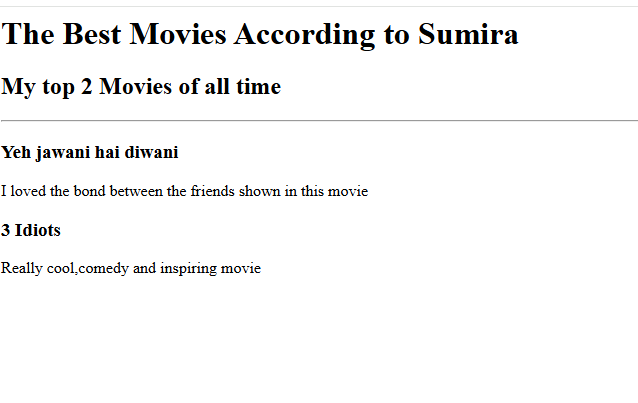 The Best Movies According to Sumira
My top 2 Movies of all time
Yeh jawani hai diwani
I loved the bond between the friends shown in this movie
3 Idiots
Really cool,comedy and inspiring movie